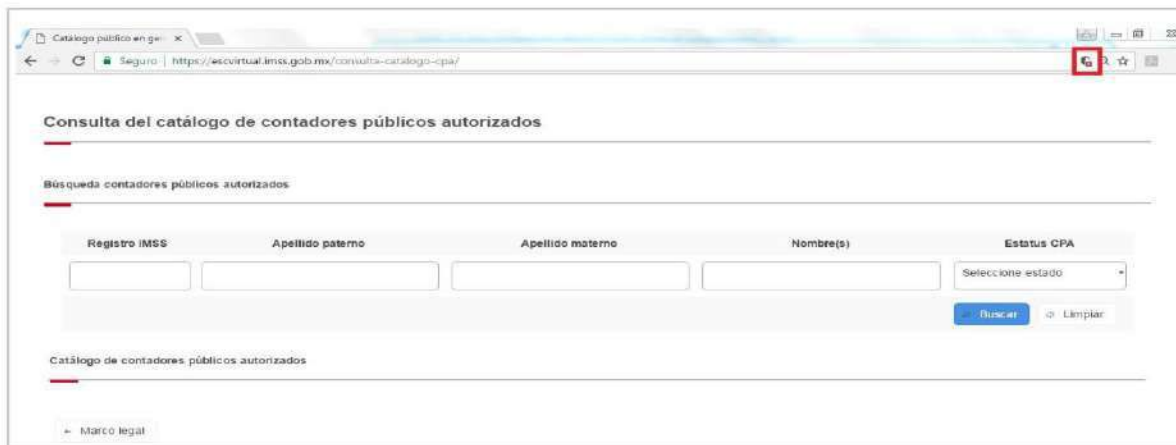 Catálogo público en gen
Seguro | https://escvirtual.imss.gob.mx/consulta-catalogo-cpa/
Consulta del catálogo de contadores públicos autorizados
Búsqueda contadores públicos autorizados
Registro IMSS Apellido paterno Apellido materno Nombre(s) Estatus CPA
Seleccione estado
Buscar Limpiar
Catálogo de contadores públicos autorizados
Marco legal